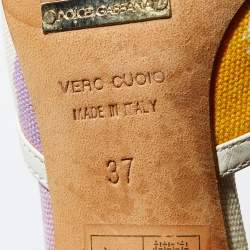 DOLCE & GABBANA
VERO CUOIO
MADE IN ITALY
37